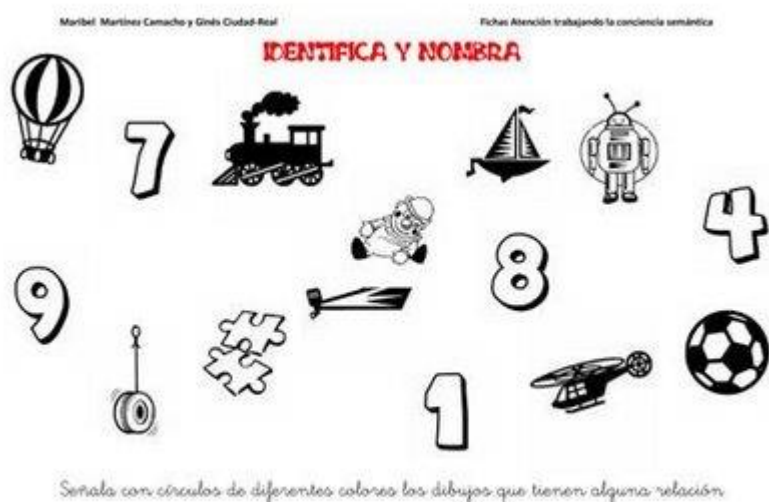 Maribel Martínez Camacho y Ginés Ciudad-Real
Fichas Atención trabajando la conciencia semántica
IDENTIFICA Y NOMBRA
7
4
8
9
1
Señala con círculos de diferentes colores los dibujos que tienen alguna relación